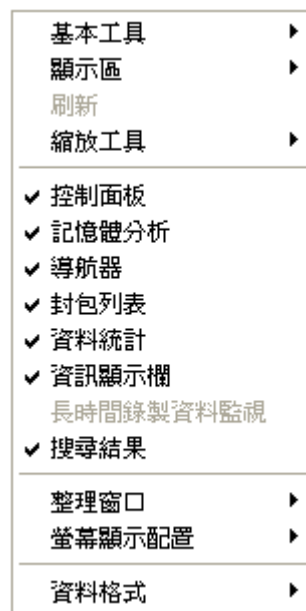 基本工具
顯示區
刷新
縮放工具
控制面板
記憶體分析
導航器
封包列表
資料統計
資訊顯示欄
長時間錄製資料監視
搜尋結果
整理窗口
螢幕顯示配置
資料格式